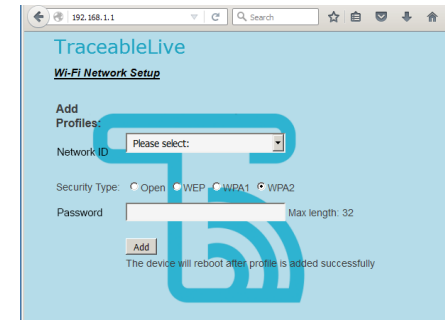 192.168.1.1
Search
TraceableLive
Wi-Fi Network Setup
Add
Profiles:
Network ID
Please select:
Security Type: Open WEP WPA1 WPA2
Password
Max length: 32
Add
The device will reboot after profile is added successfully